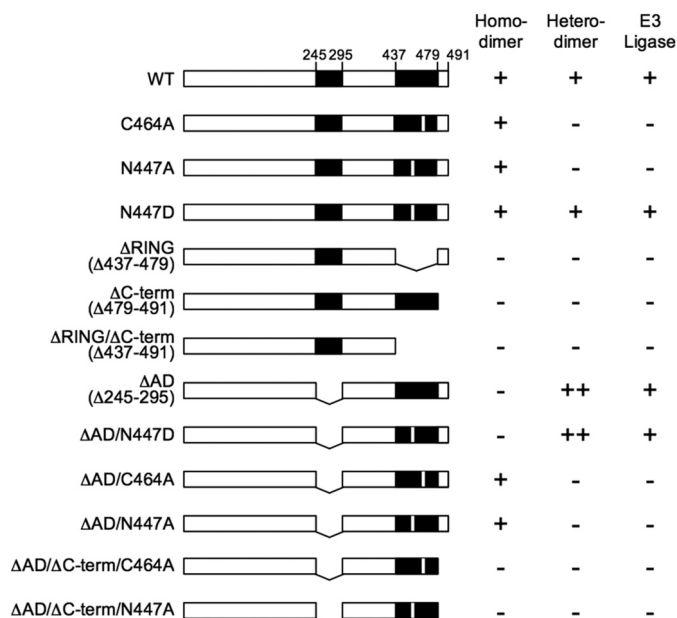 Homo- Hetero- E3
dimer dimer Ligase
245 295 437 479 491
WT + + +
C464A + - -
N447A + - -
N447D + + +
ΔRING
(Δ437-479) - - -
ΔC-term
(Δ479-491) - - -
ΔRING/ΔC-term
(Δ437-491) - - -
ΔAD
(Δ245-295) - ++ +
ΔAD/N447D - ++ +
ΔAD/C464A + - -
ΔAD/N447A + - -
ΔAD/ΔC-term/C464A - - -
ΔAD/ΔC-term/N447A - - -